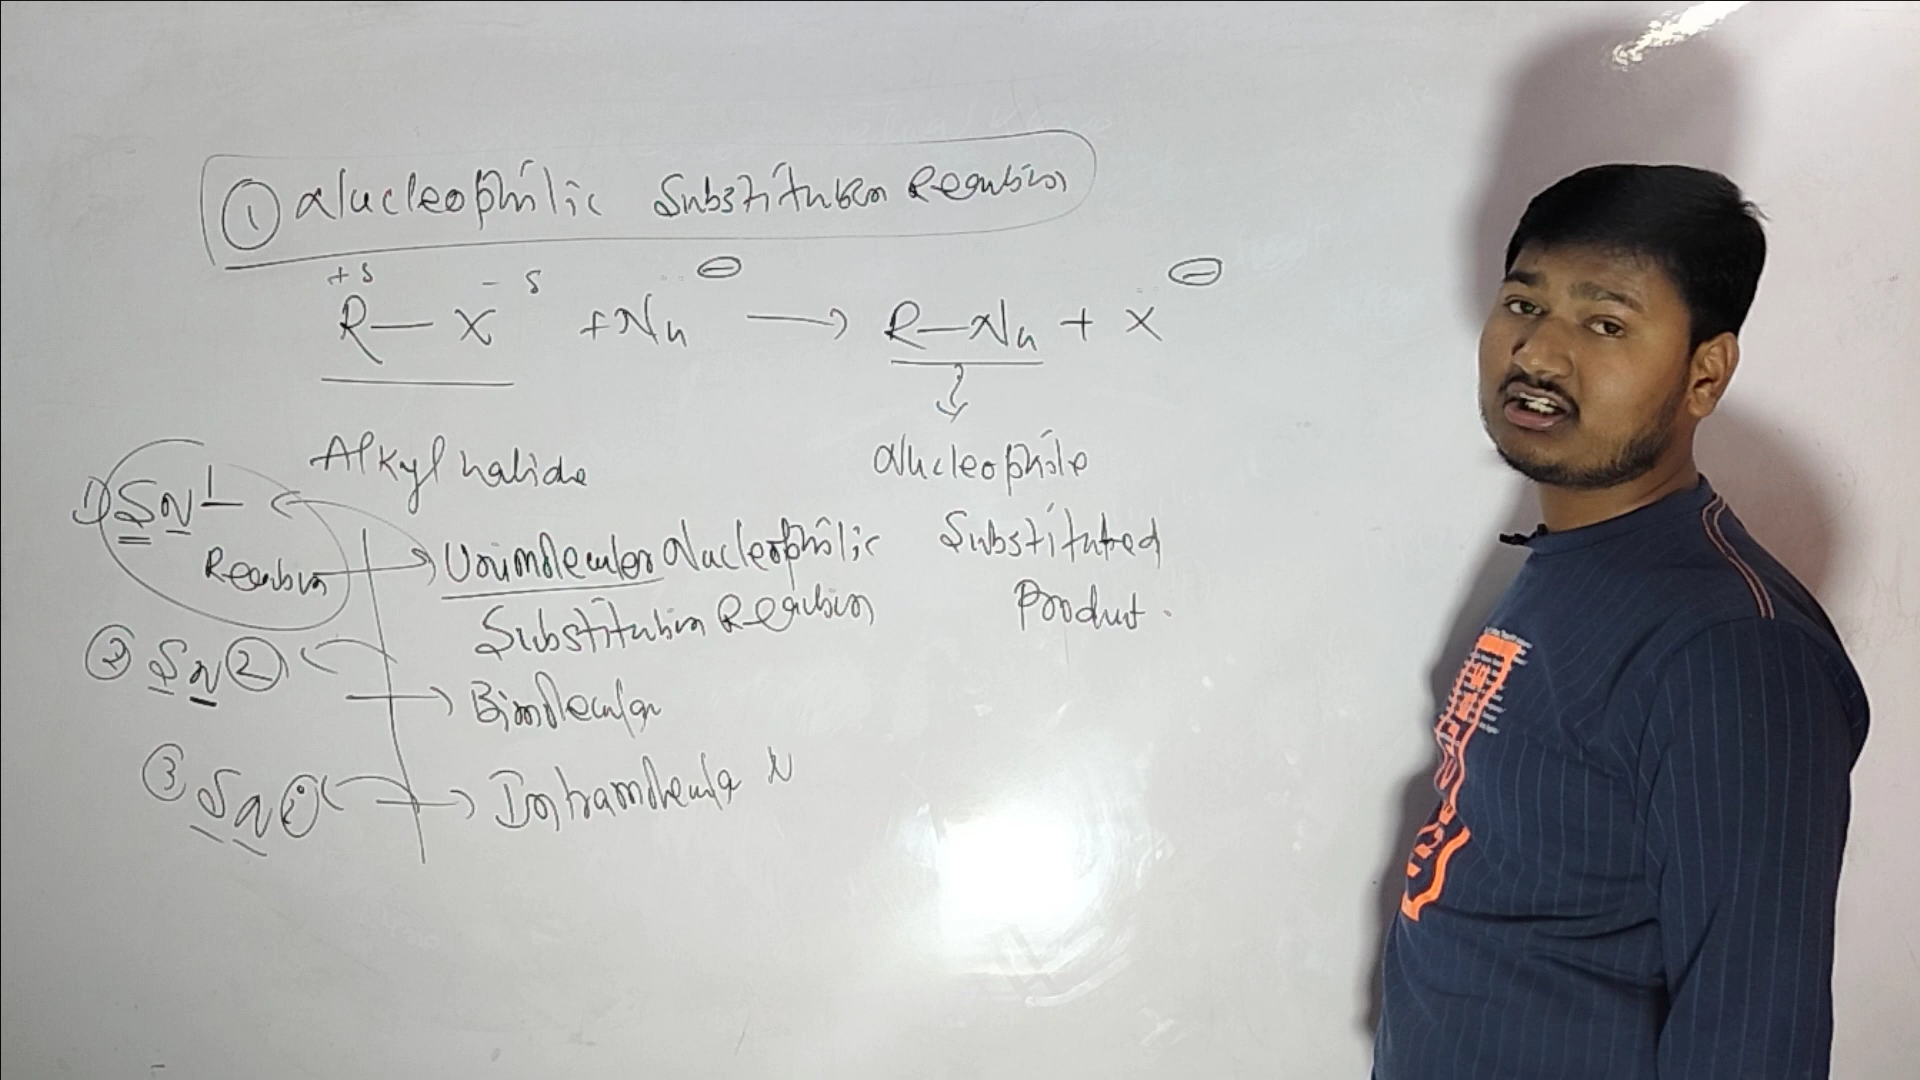 ① Nucleophilic Substitution Reaction
+δ -δ ⊖ ⊖
R—X +Nu ⟶ R—Nu + X
Alkyl halide
Nucleophile
Substituted
Product.
1) SN1
Reaction → Unimolecular Nucleophilic
Substitution Reaction
② SN② → Bimolecular
③ SNi → Intramolecular N